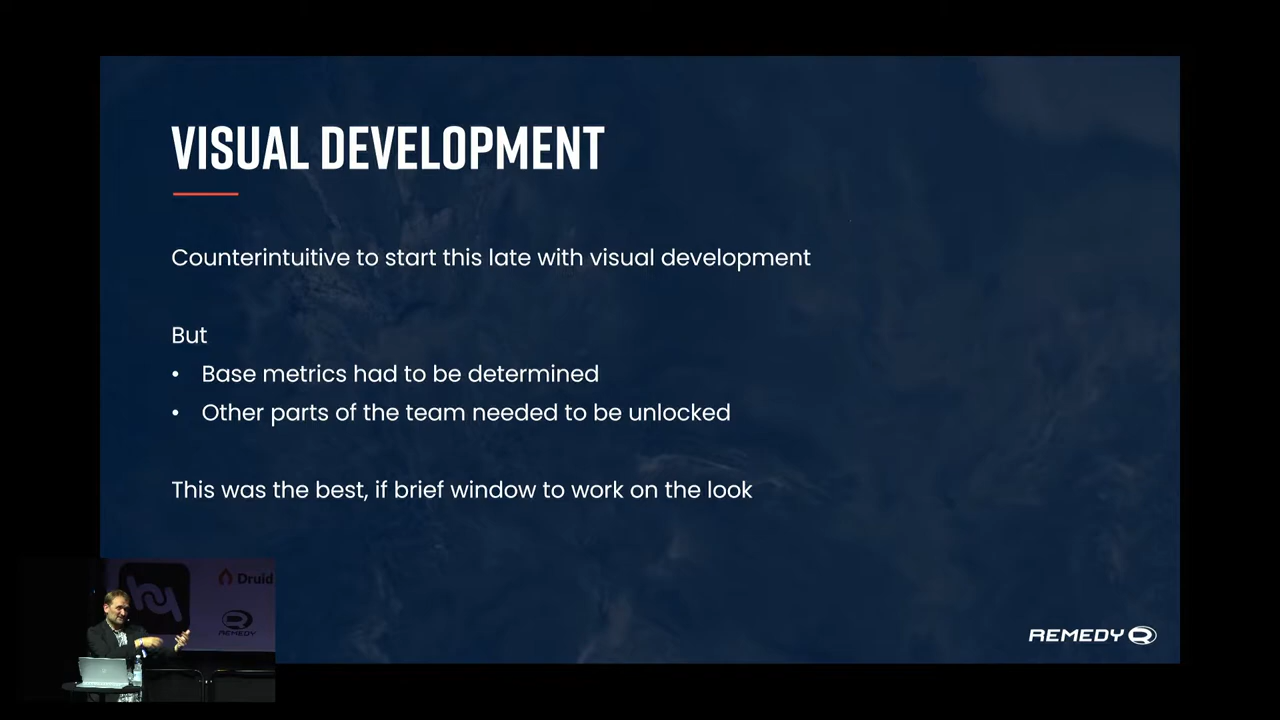 VISUAL DEVELOPMENT
Counterintuitive to start this late with visual development
But
• Base metrics had to be determined
• Other parts of the team needed to be unlocked
This was the best, if brief window to work on the look
REMEDY
Druid
REMEDY